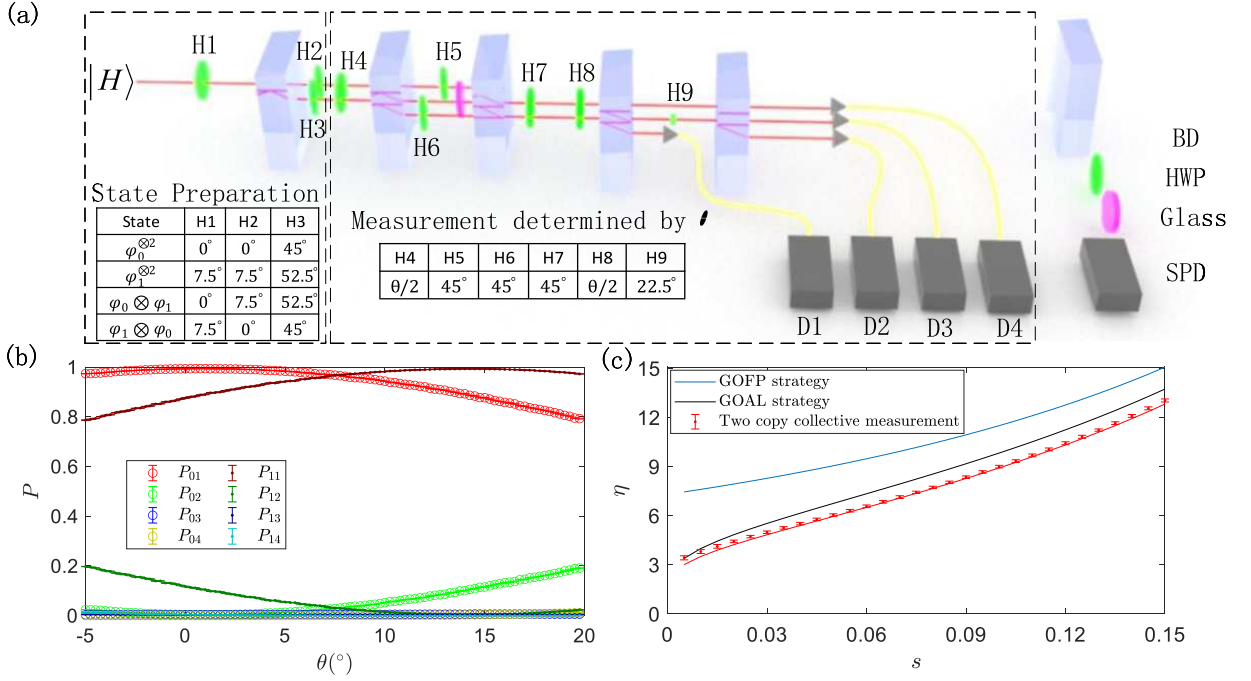 (a)
|H⟩
H1
H2
H3
H4
H5
H6
H7
H8
H9
BD
HWP
Glass
SPD
D1
D2
D3
D4
State Preparation
State H1 H2 H3
φ₀^⊗2 0° 0° 45°
φ₁^⊗2 7.5° 7.5° 52.5°
φ₀ ⊗ φ₁ 0° 7.5° 52.5°
φ₁ ⊗ φ₀ 7.5° 0° 45°
Measurement determined by
H4 H5 H6 H7 H8 H9
θ/2 45° 45° 45° θ/2 22.5°
(b)
P
1
0.8
0.6
0.4
0.2
0
P₀₁ P₁₁
P₀₂ P₁₂
P₀₃ P₁₃
P₀₄ P₁₄
-5 0 5 10 15 20
θ(°)
(c)
η
15
12
9
6
3
0
GOFP strategy
GOAL strategy
Two copy collective measurement
0.03 0.06 0.09 0.12 0.15
s